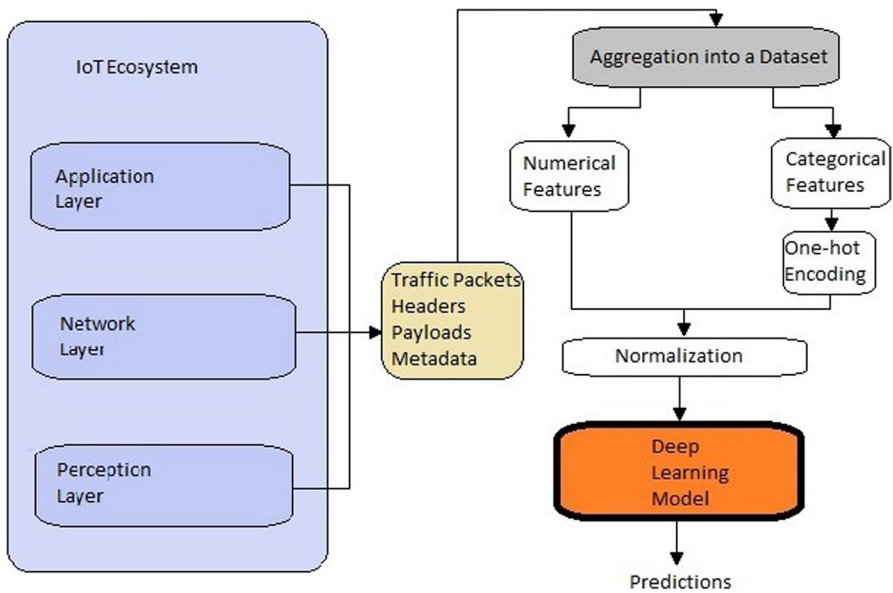 IoT Ecosystem
Application
Layer
Network
Layer
Perception
Layer
Traffic Packets
Headers
Payloads
Metadata
Aggregation into a Dataset
Numerical
Features
Categorical
Features
One-hot
Encoding
Normalization
Deep
Learning
Model
Predictions